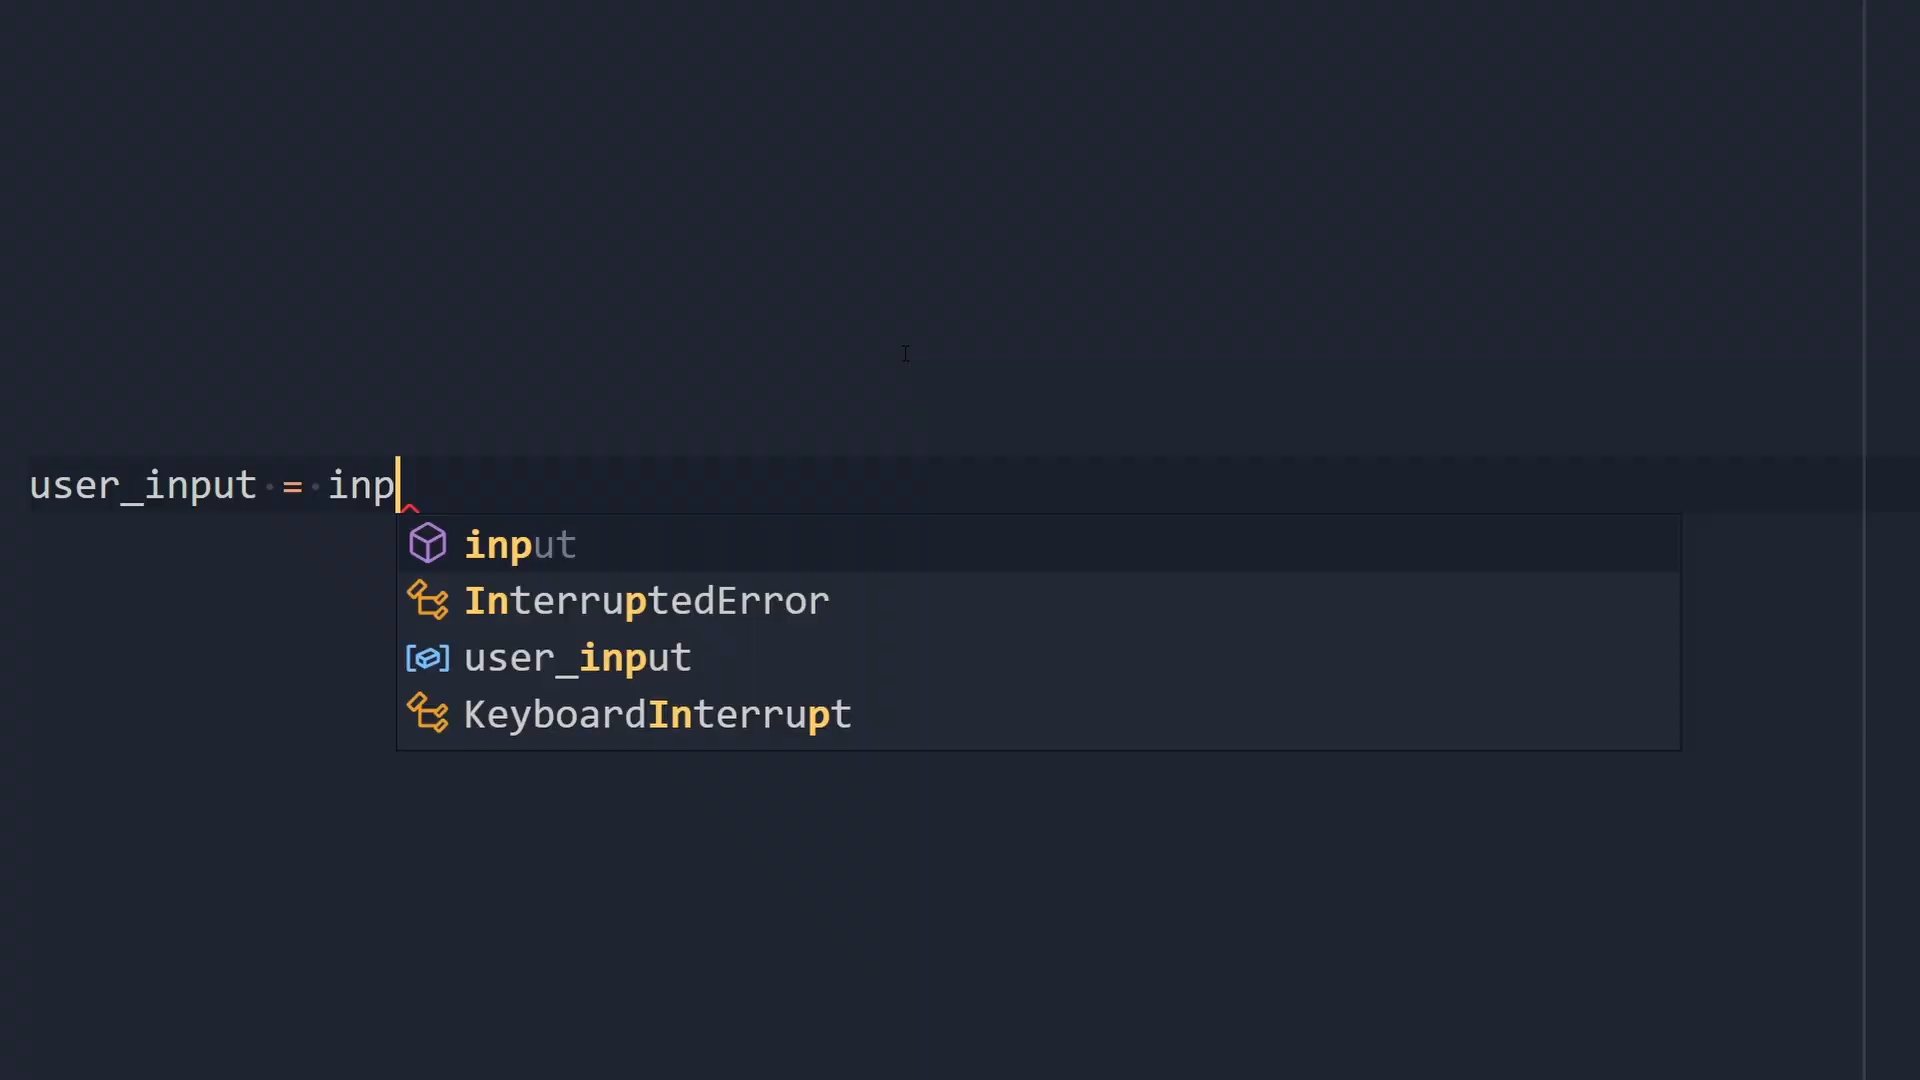 user_input = inp
input
InterruptedError
user_input
KeyboardInterrupt